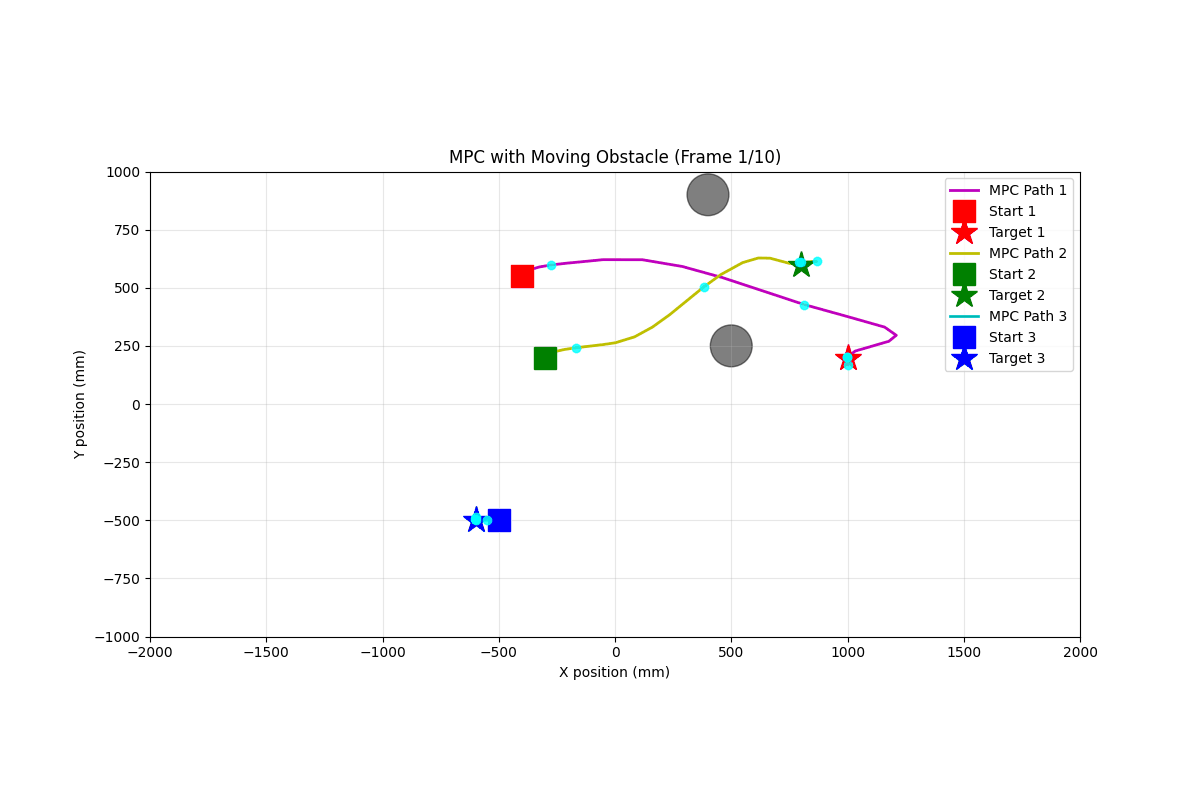 MPC with Moving Obstacle (Frame 1/10)
1000
750
500
250
0
−250
−500
−750
−1000
Y position (mm)
−2000 −1500 −1000 −500 0 500 1000 1500 2000
X position (mm)
MPC Path 1
Start 1
Target 1
MPC Path 2
Start 2
Target 2
MPC Path 3
Start 3
Target 3